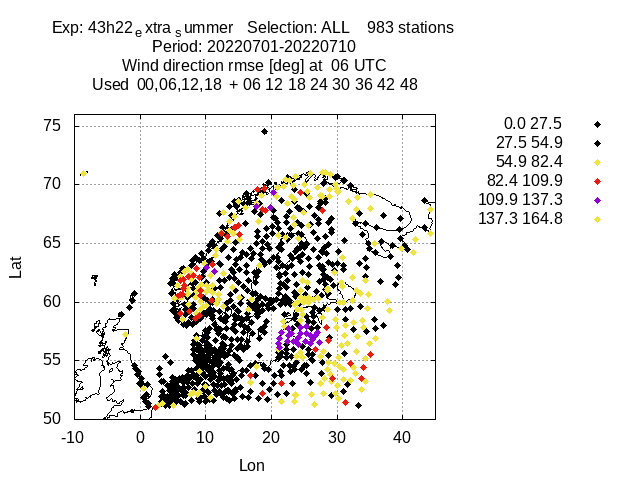 Exp: 43h22e xtras ummer Selection: ALL 983 stations
Period: 20220701-20220710
Wind direction rmse [deg] at 06 UTC
Used 00,06,12,18 + 06 12 18 24 30 36 42 48
0.0 27.5
27.5 54.9
54.9 82.4
82.4 109.9
109.9 137.3
137.3 164.8
75
70
65
60
55
50
Lat
-10 0 10 20 30 40
Lon